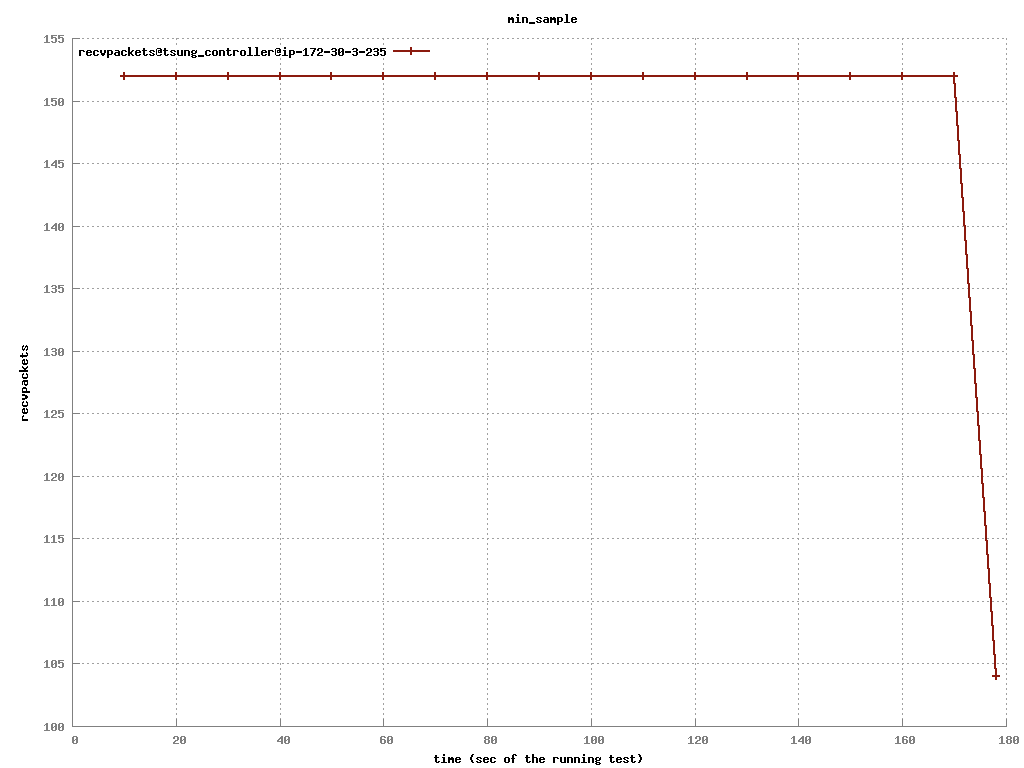 min_sample
recvpackets@tsung_controller@ip-172-30-3-235
155
150
145
140
135
130
125
120
115
110
105
100
recvpackets
0 20 40 60 80 100 120 140 160 180
time (sec of the running test)